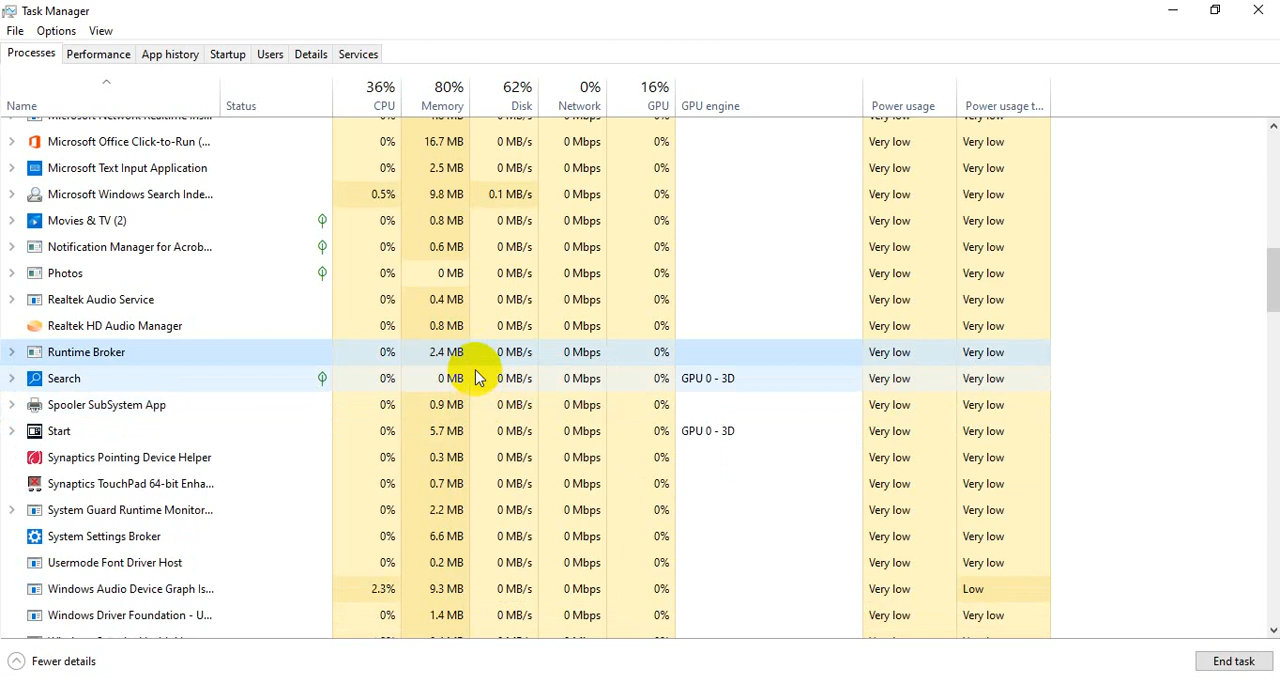 Task Manager
File Options View
Processes Performance App history Startup Users Details Services
36% 80% 62% 0% 16%
Name Status CPU Memory Disk Network GPU GPU engine Power usage Power usage t...
Microsoft Office Click-to-Run (... 0% 16.7 MB 0 MB/s 0 Mbps 0% Very low Very low
Microsoft Text Input Application 0% 2.5 MB 0 MB/s 0 Mbps 0% Very low Very low
Microsoft Windows Search Inde... 0.5% 9.8 MB 0.1 MB/s 0 Mbps 0% Very low Very low
Movies & TV (2) 0% 0.8 MB 0 MB/s 0 Mbps 0% Very low Very low
Notification Manager for Acrob... 0% 0.6 MB 0 MB/s 0 Mbps 0% Very low Very low
Photos 0% 0 MB 0 MB/s 0 Mbps 0% Very low Very low
Realtek Audio Service 0% 0.4 MB 0 MB/s 0 Mbps 0% Very low Very low
Realtek HD Audio Manager 0% 0.8 MB 0 MB/s 0 Mbps 0% Very low Very low
Runtime Broker 0% 2.4 MB 0 MB/s 0 Mbps 0% Very low Very low
Search 0% 0 MB 0 MB/s 0 Mbps 0% GPU 0 - 3D Very low Very low
Spooler SubSystem App 0% 0.9 MB 0 MB/s 0 Mbps 0% Very low Very low
Start 0% 5.7 MB 0 MB/s 0 Mbps 0% GPU 0 - 3D Very low Very low
Synaptics Pointing Device Helper 0% 0.3 MB 0 MB/s 0 Mbps 0% Very low Very low
Synaptics TouchPad 64-bit Enha... 0% 0.7 MB 0 MB/s 0 Mbps 0% Very low Very low
System Guard Runtime Monitor... 0% 2.2 MB 0 MB/s 0 Mbps 0% Very low Very low
System Settings Broker 0% 6.6 MB 0 MB/s 0 Mbps 0% Very low Very low
Usermode Font Driver Host 0% 0.2 MB 0 MB/s 0 Mbps 0% Very low Very low
Windows Audio Device Graph Is... 2.3% 9.3 MB 0 MB/s 0 Mbps 0% Very low Low
Windows Driver Foundation - U... 0% 1.4 MB 0 MB/s 0 Mbps 0% Very low Very low
Fewer details End task